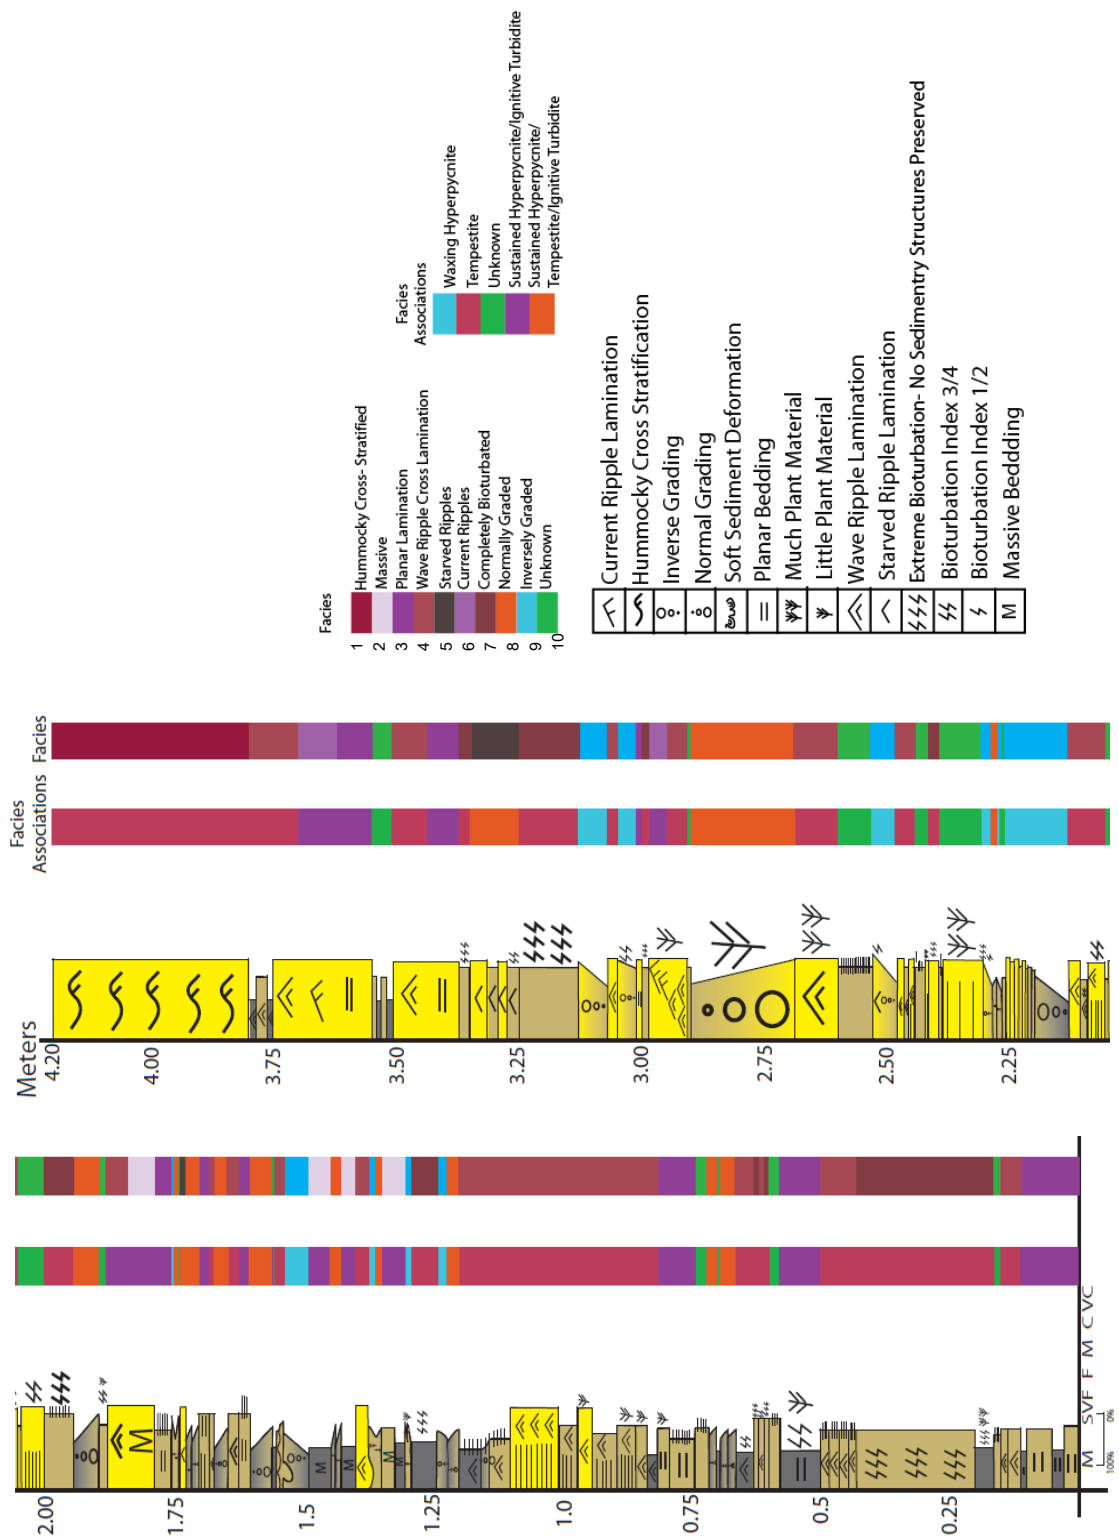 Facies
Associations
Facies
Meters
4.20
4.00
3.75
3.50
3.25
3.00
2.75
2.50
2.25
2.00
1.75
1.5
1.25
1.0
0.75
0.5
0.25
M
M
M
M
M
M SVF F M C VC
100%
0%
Facies
1 Hummocky Cross- Stratified
2 Massive
3 Planar Lamination
4 Wave Ripple Cross Lamination
5 Starved Ripples
6 Current Ripples
7 Completely Bioturbated
8 Normally Graded
9 Inversely Graded
10 Unknown
Facies
Associations
Waxing Hyperpycnite
Tempestite
Unknown
Sustained Hyperpycnite/Ignitive Turbidite
Sustained Hyperpycnite/
Tempestite/Ignitive Turbidite
Current Ripple Lamination
Hummocky Cross Stratification
Inverse Grading
Normal Grading
Soft Sediment Deformation
Planar Bedding
Much Plant Material
Little Plant Material
Wave Ripple Lamination
Starved Ripple Lamination
Extreme Bioturbation- No Sedimentry Structures Preserved
Bioturbation Index 3/4
Bioturbation Index 1/2
M Massive Beddding